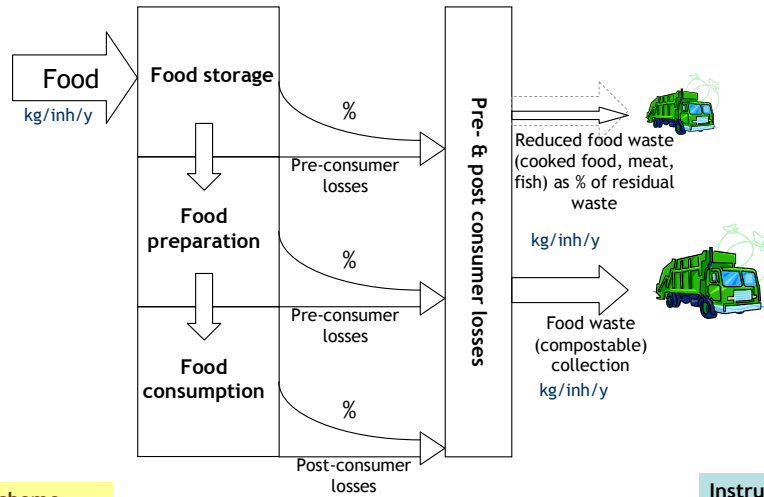 Food
kg/inh/y
Food storage
%
Pre-consumer
losses
Food
preparation
%
Pre-consumer
losses
Food
consumption
%
Post-consumer
losses
Pre- & post consumer losses
Reduced food waste
(cooked food, meat,
fish) as % of residual
waste
kg/inh/y
Food waste
(compostable)
collection
kg/inh/y
Instru